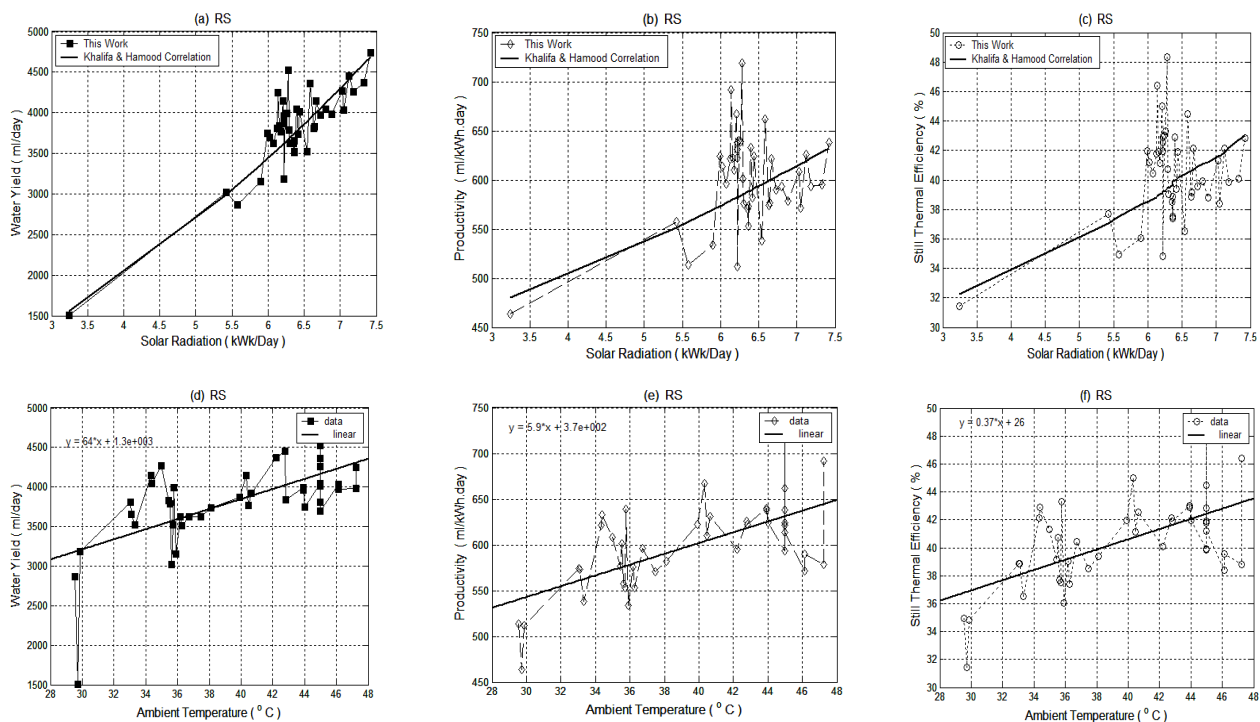 (a) RS
This Work
Khalifa & Hamood Correlation
5000
4500
4000
3500
3000
2500
2000
1500
Water Yield ( ml/day )
3 3.5 4 4.5 5 5.5 6 6.5 7 7.5
Solar Radiation ( kWk/Day )
(b) RS
This Work
Khalifa & Hamood Correlation
750
700
650
600
550
500
450
Productivity ( ml/kWh.day )
3 3.5 4 4.5 5 5.5 6 6.5 7 7.5
Solar Radiation ( kWk/Day )
(c) RS
This Work
Khalifa & Hamood Correlation
50
48
46
44
42
40
38
36
34
32
30
Still Thermal Efficiency ( % )
3 3.5 4 4.5 5 5.5 6 6.5 7 7.5
Solar Radiation ( kWk/Day )
(d) RS
data
linear
y = 64*x + 1.3e+003
5000
4500
4000
3500
3000
2500
2000
1500
Water Yield ( ml/day )
28 30 32 34 36 38 40 42 44 46 48
Ambient Temperature ( ° C )
(e) RS
data
linear
y = 5.9*x + 3.7e+002
750
700
650
600
550
500
450
Productivity ( ml/kWh.day )
28 30 32 34 36 38 40 42 44 46 48
Ambient Temperature ( ° C )
(f) RS
data
linear
y = 0.37*x + 26
50
48
46
44
42
40
38
36
34
32
30
Still Thermal Efficiency ( % )
28 30 32 34 36 38 40 42 44 46 48
Ambient Temperature ( ° C )